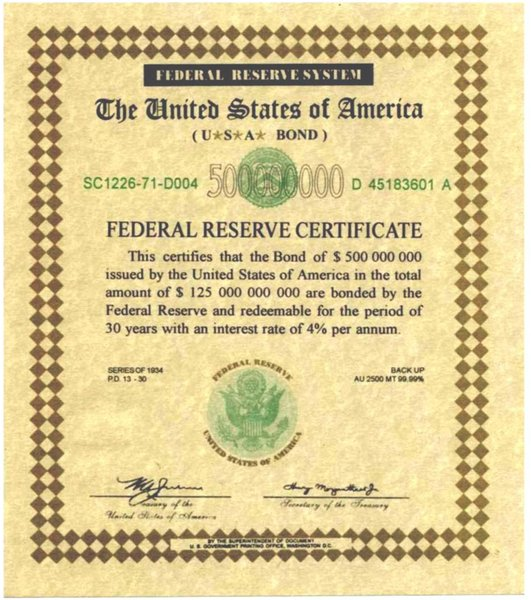 FEDERAL RESERVE SYSTEM
The United States of America
(U★S★A★ BOND)
SC1226-71-D004 500000000 D 45183601 A
FEDERAL RESERVE CERTIFICATE
This certifies that the Bond of $ 500 000 000
issued by the United States of America in the total
amount of $ 125 000 000 000 are bonded by the
Federal Reserve and redeemable for the period of
30 years with an interest rate of 4% per annum.
SERIES OF 1934
P.D. 13 - 30
BACK UP
AU 2500 MT 99.99%
FEDERAL RESERVE
UNITED STATES OF AMERICA
Henry Morgenthau Jr
of the
United States of America
Secretary of the Treasury
BY THE SUPERINTENDENT OF DOCUMENT
U. S. GOVERNMENT PRINTING OFFICE, WASHINGTON D.C.